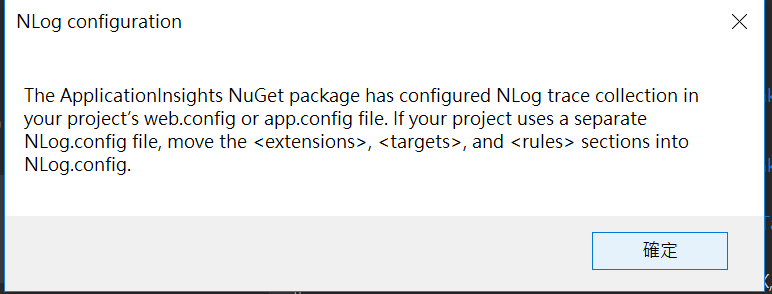 NLog configuration
The ApplicationInsights NuGet package has configured NLog trace collection in
your project’s web.config or app.config file. If your project uses a separate
NLog.config file, move the <extensions>, <targets>, and <rules> sections into
NLog.config.
確定